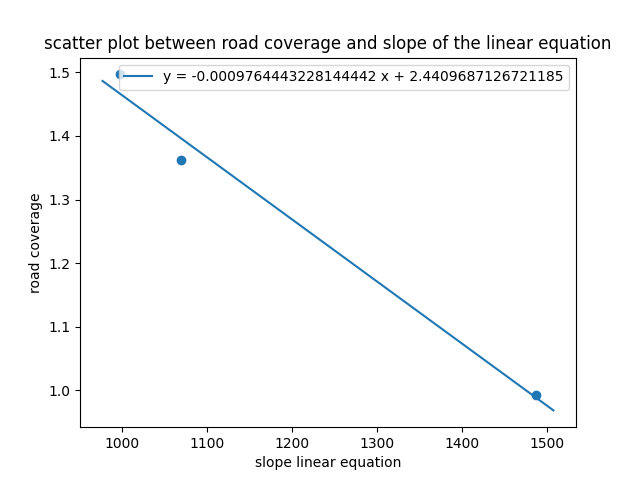 scatter plot between road coverage and slope of the linear equation
y = -0.0009764443228144442 x + 2.4409687126721185
1.5
1.4
1.3
1.2
1.1
1.0
road coverage
1000 1100 1200 1300 1400 1500
slope linear equation